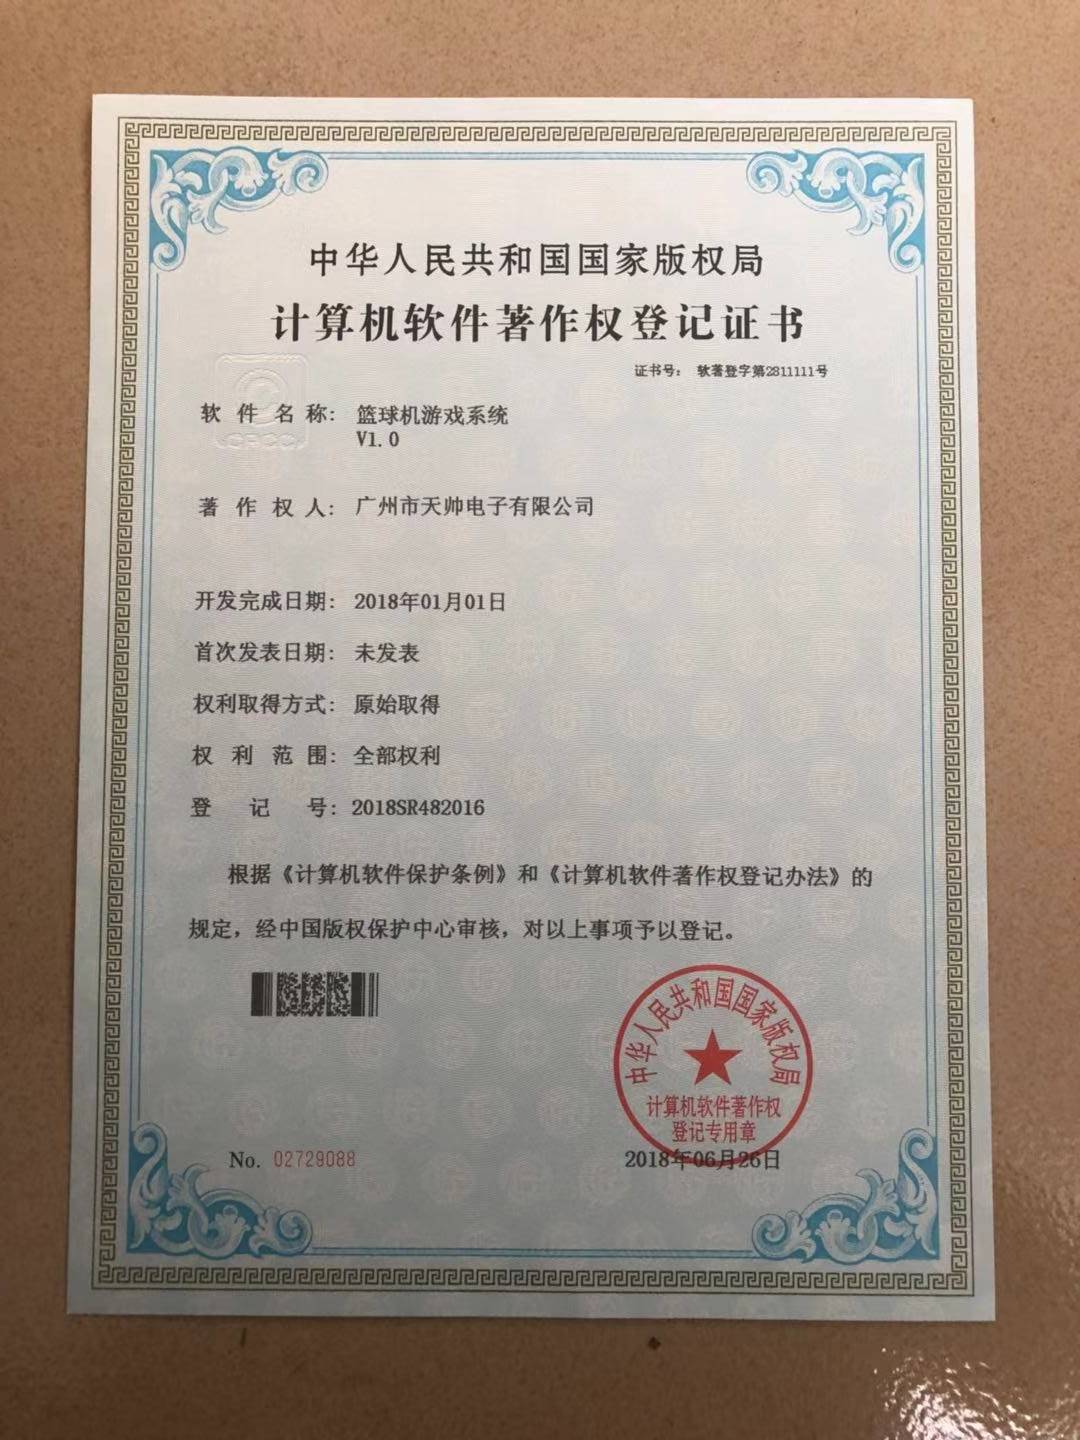 中华人民共和国国家版权局
计算机软件著作权登记证书
证书号： 软著登字第2811111号
软件名称： 篮球机游戏系统
V1.0
著作权人： 广州市天帅电子有限公司
开发完成日期： 2018年01月01日
首次发表日期： 未发表
权利取得方式： 原始取得
权利范围： 全部权利
登记号： 2018SR482016
根据《计算机软件保护条例》和《计算机软件著作权登记办法》的
规定，经中国版权保护中心审核，对以上事项予以登记。
中华人民共和国国家版权局
计算机软件著作权
登记专用章
No. 02729088
2018年06月26日